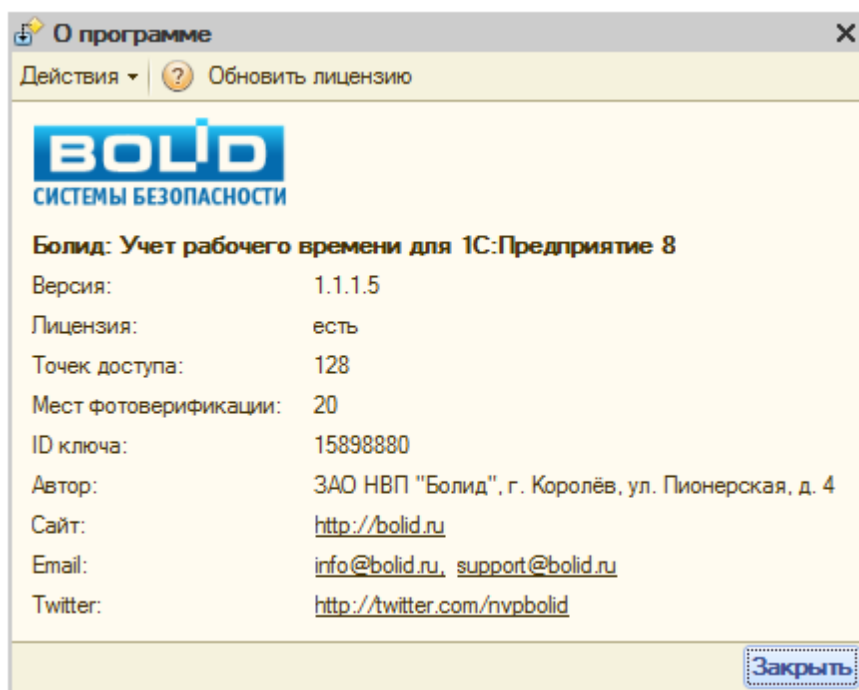 О программе
Действия ? Обновить лицензию
BOLID
СИСТЕМЫ БЕЗОПАСНОСТИ
Болид: Учет рабочего времени для 1С:Предприятие 8
Версия: 1.1.1.5
Лицензия: есть
Точек доступа: 128
Мест фотоверификации: 20
ID ключа: 15898880
Автор: ЗАО НВП "Болид", г. Королёв, ул. Пионерская, д. 4
Сайт: http://bolid.ru
Email: info@bolid.ru, support@bolid.ru
Twitter: http://twitter.com/nvpbolid
Закрыть